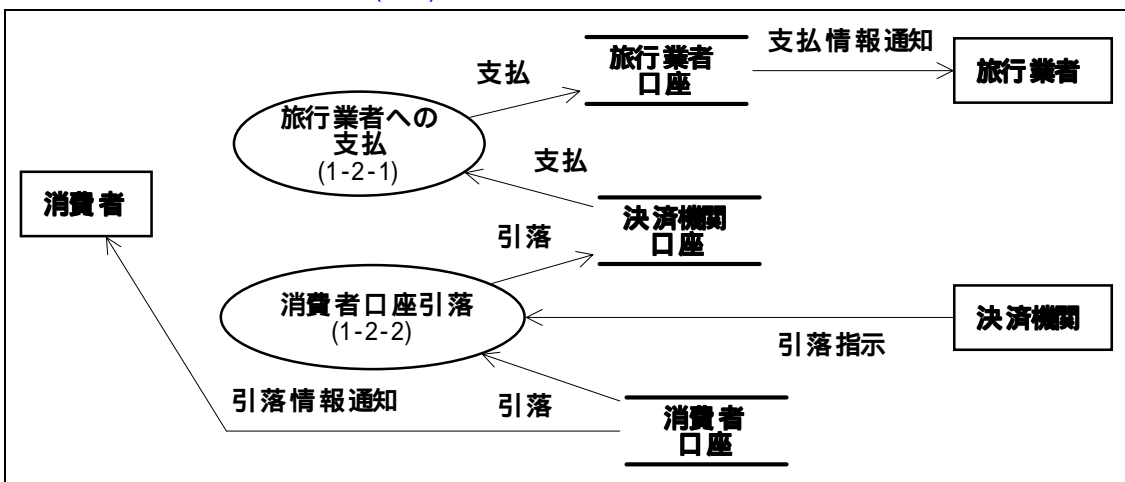 支払情報通知
旅行業者
口座
旅行業者
支払
旅行業者への
支払
(1-2-1)
支払
消費者
決済機関
口座
引落
消費者口座引落
(1-2-2)
決済機関
引落指示
引落情報通知
引落
消費者
口座